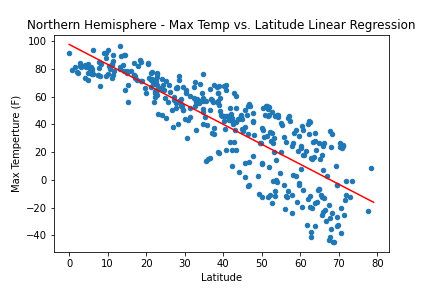 Northern Hemisphere - Max Temp vs. Latitude Linear Regression
100
80
60
40
20
0
−20
−40
Max Temperture (F)
0 10 20 30 40 50 60 70 80
Latitude